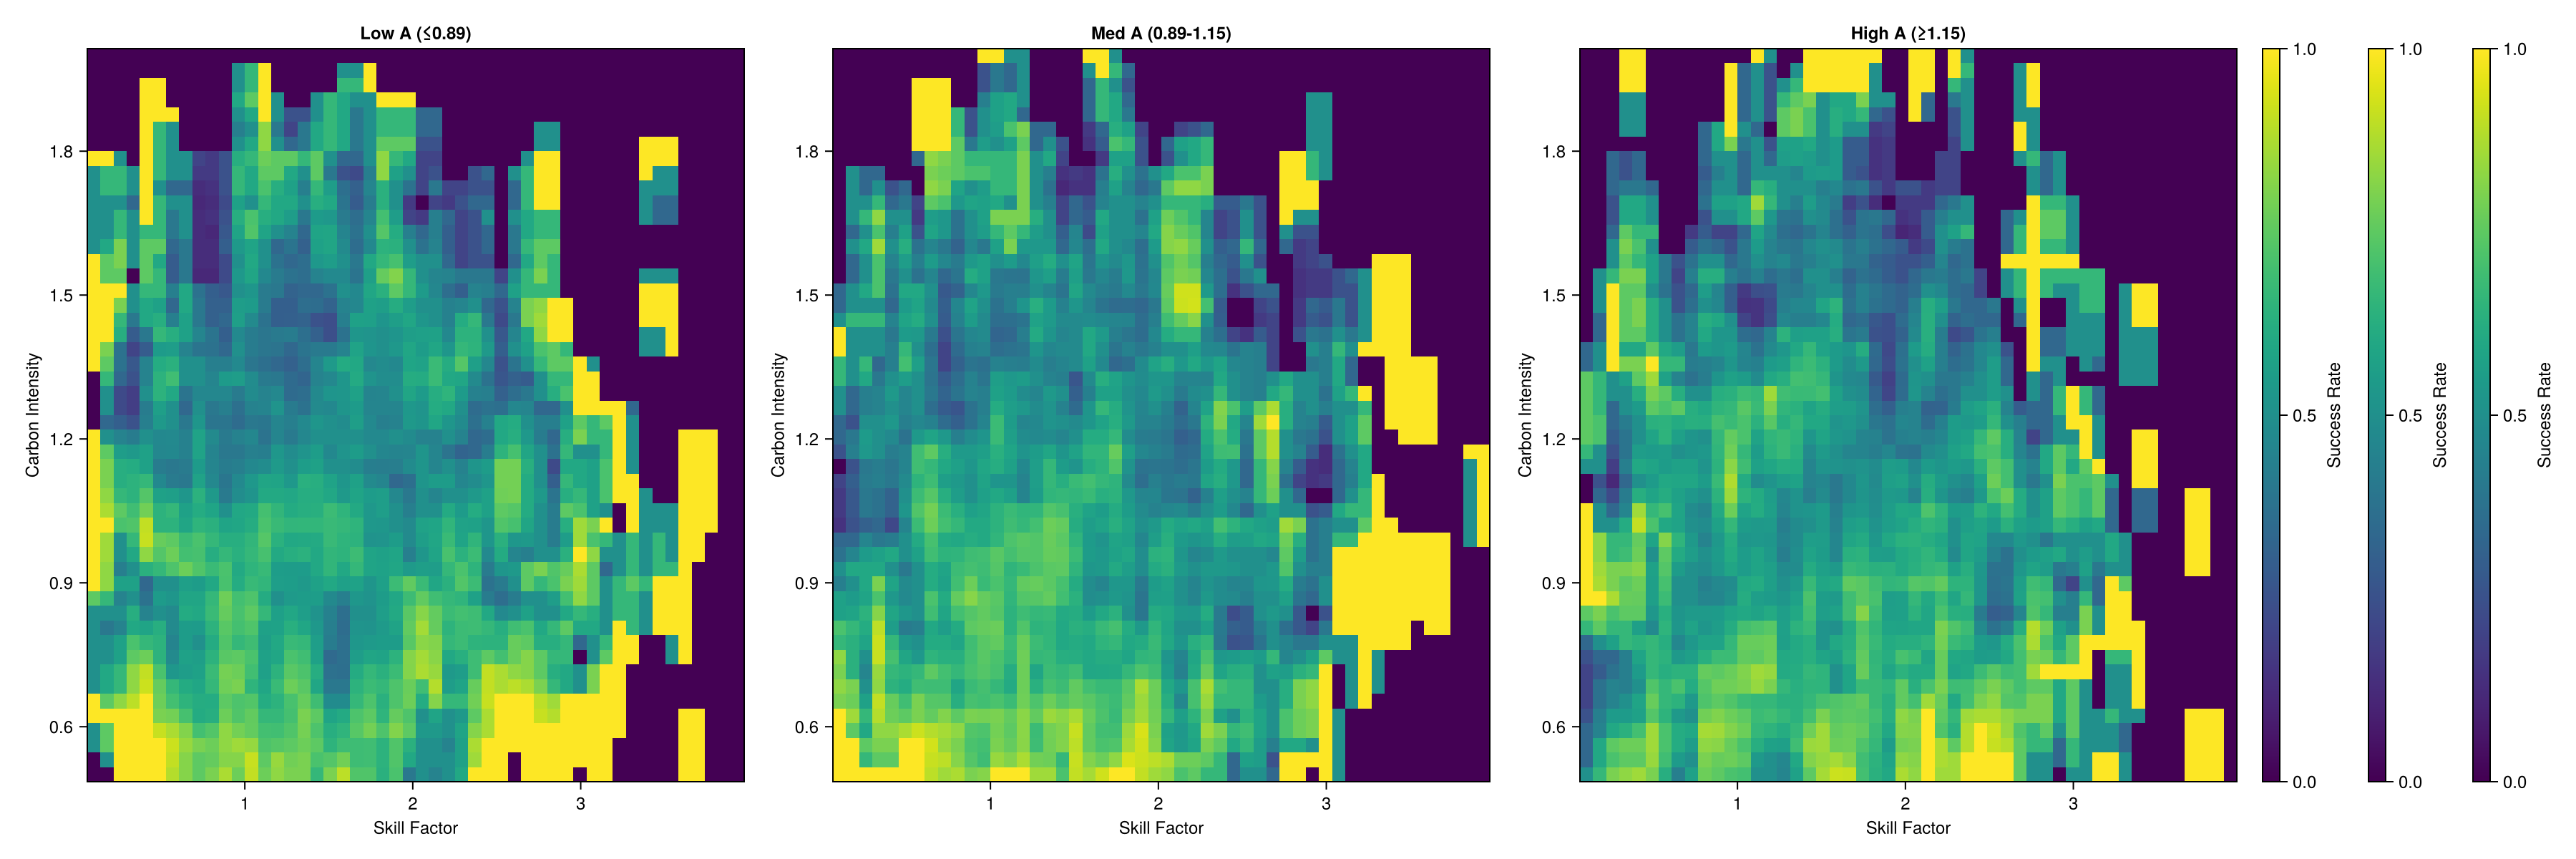 Low A (≤0.89)
Carbon Intensity
1.8
1.5
1.2
0.9
0.6
1 2 3
Skill Factor
Med A (0.89-1.15)
Carbon Intensity
1.8
1.5
1.2
0.9
0.6
1 2 3
Skill Factor
High A (≥1.15)
Carbon Intensity
1.8
1.5
1.2
0.9
0.6
1 2 3
Skill Factor
1.0
0.5
0.0
Success Rate
1.0
0.5
0.0
Success Rate
1.0
0.5
0.0
Success Rate